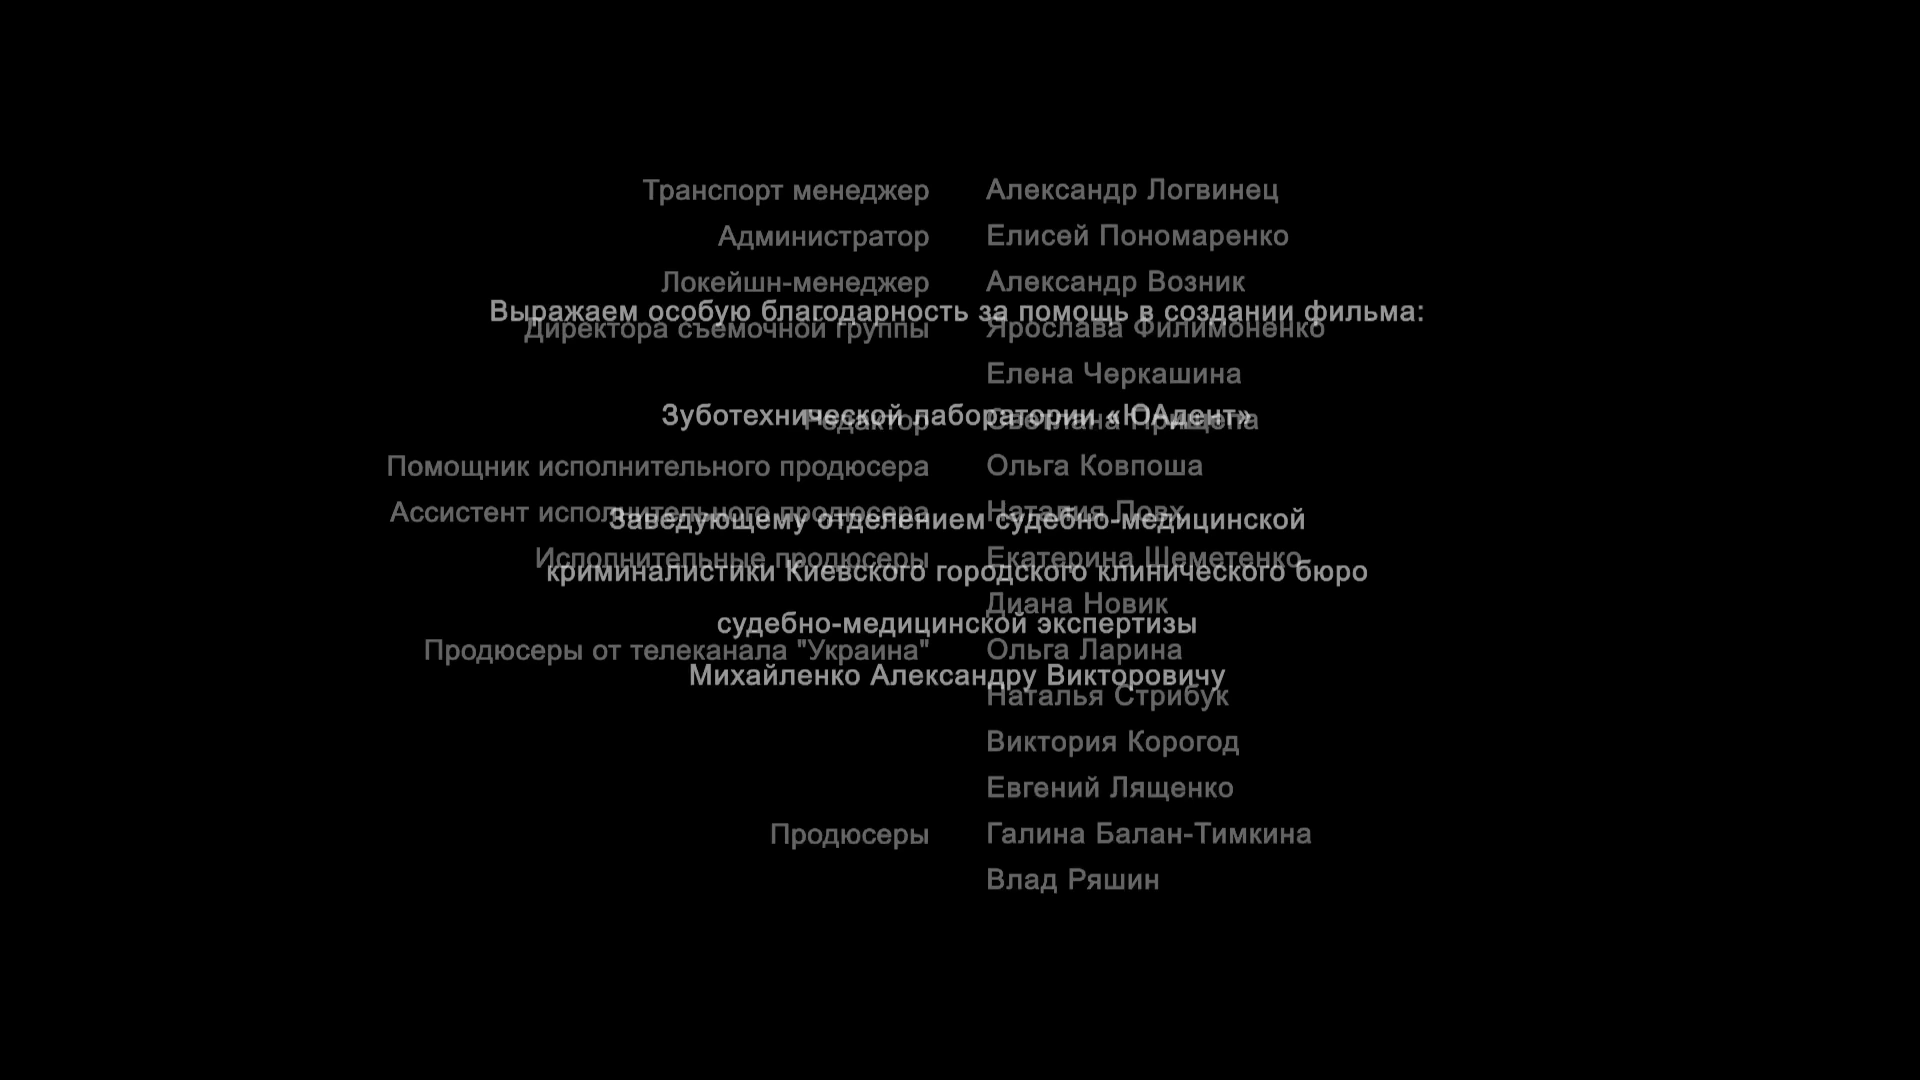 Транспорт менеджер Александр Логвинец
Администратор Елисей Пономаренко
Локейшн-менеджер Александр Возник
Директора съемочной группы Ярослава Филимоненко
Елена Черкашина
Редактор Светлана Прищепа
Помощник исполнительного продюсера Ольга Ковпоша
Ассистент исполнительного продюсера Наталия Довх
Исполнительные продюсеры Екатерина Шеметенко
Диана Новик
Продюсеры от телеканала "Украина" Ольга Ларина
Наталья Стрибук
Виктория Корогод
Евгений Лященко
Продюсеры Галина Балан-Тимкина
Влад Ряшин
Выражаем особую благодарность за помощь в создании фильма:
Зуботехнической лаборатории «ЮАдент»
Заведующему отделением судебно-медицинской
криминалистики Киевского городского клинического бюро
судебно-медицинской экспертизы
Михайленко Александру Викторовичу